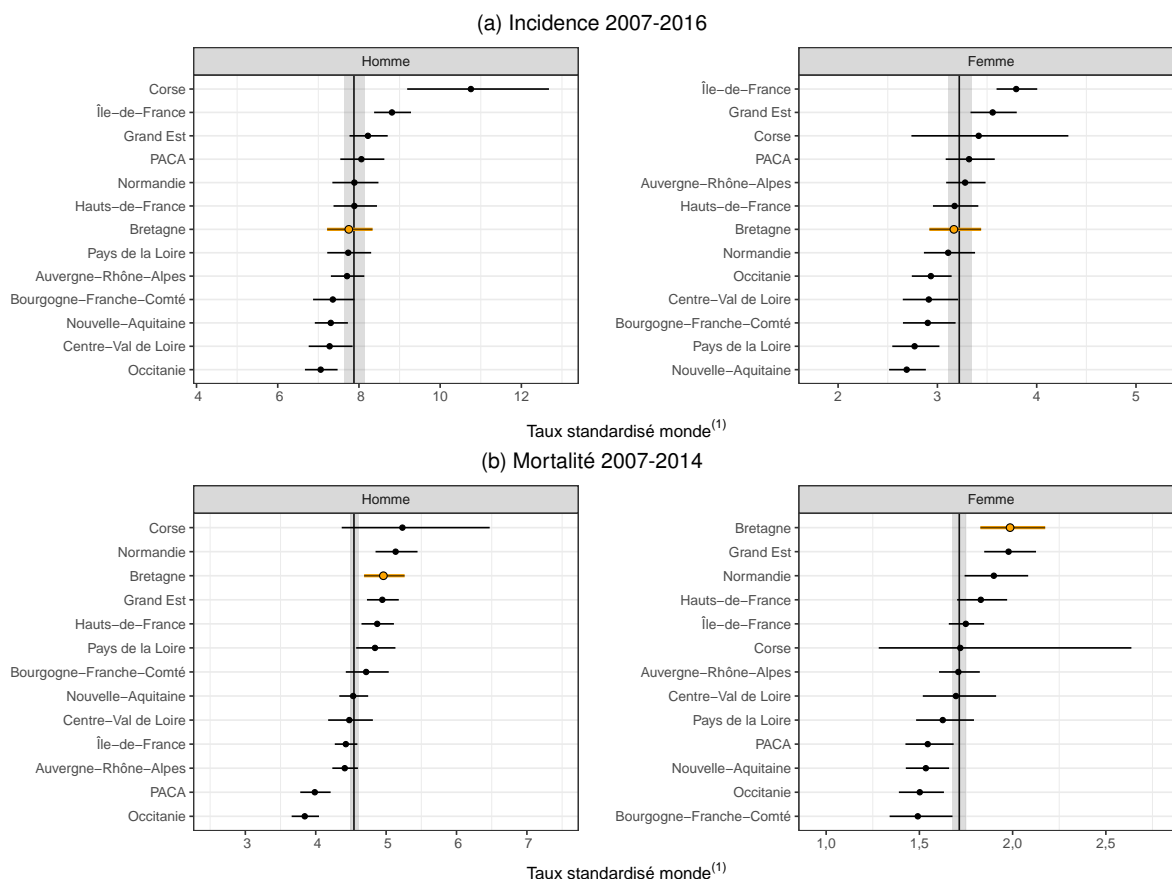 (a) Incidence 2007-2016
Homme
Corse
Île−de−France
Grand Est
PACA
Normandie
Hauts−de−France
Bretagne
Pays de la Loire
Auvergne−Rhône−Alpes
Bourgogne−Franche−Comté
Nouvelle−Aquitaine
Centre−Val de Loire
Occitanie
4 6 8 10 12
Femme
Île−de−France
Grand Est
Corse
PACA
Auvergne−Rhône−Alpes
Hauts−de−France
Bretagne
Normandie
Occitanie
Centre−Val de Loire
Bourgogne−Franche−Comté
Pays de la Loire
Nouvelle−Aquitaine
2 3 4 5
Taux standardisé monde(1)
(b) Mortalité 2007-2014
Homme
Corse
Normandie
Bretagne
Grand Est
Hauts−de−France
Pays de la Loire
Bourgogne−Franche−Comté
Nouvelle−Aquitaine
Centre−Val de Loire
Île−de−France
Auvergne−Rhône−Alpes
PACA
Occitanie
3 4 5 6 7
Femme
Bretagne
Grand Est
Normandie
Hauts−de−France
Île−de−France
Corse
Auvergne−Rhône−Alpes
Centre−Val de Loire
Pays de la Loire
PACA
Nouvelle−Aquitaine
Occitanie
Bourgogne−Franche−Comté
1,0 1,5 2,0 2,5
Taux standardisé monde(1)